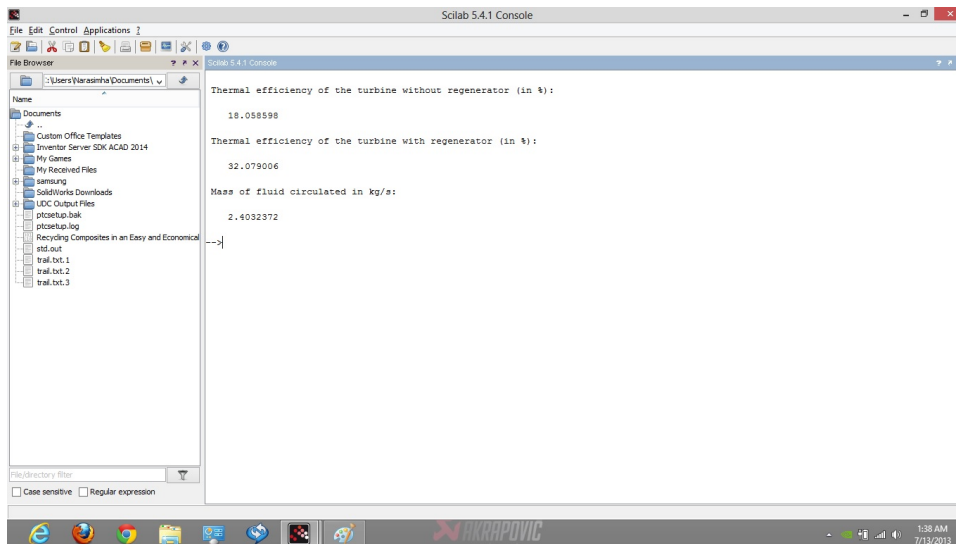 Scilab 5.4.1 Console
File Edit Control Applications ?
File Browser
Scilab 5.4.1 Console
:\Users\Narasimha\Documents\
Name
Documents
..
Custom Office Templates
Inventor Server SDK ACAD 2014
My Games
My Received Files
samsung
SolidWorks Downloads
UDC Output Files
ptcsetup.bak
ptcsetup.log
Recycling Composites in an Easy and Economical
std.out
trail.txt.1
trail.txt.2
trail.txt.3
File/directory filter
Case sensitive Regular expression
Thermal efficiency of the turbine without regenerator (in %):
18.058598
Thermal efficiency of the turbine with regenerator (in %):
32.079006
Mass of fluid circulated in kg/s:
2.4032372
-->
AKRAPOVIC
1:38 AM
7/13/2013